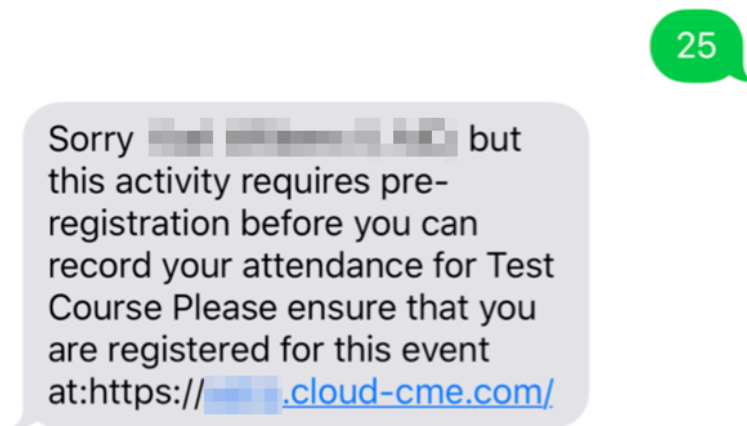 25
Sorry but
this activity requires pre-
registration before you can
record your attendance for Test
Course Please ensure that you
are registered for this event
at:https:// .cloud-cme.com/